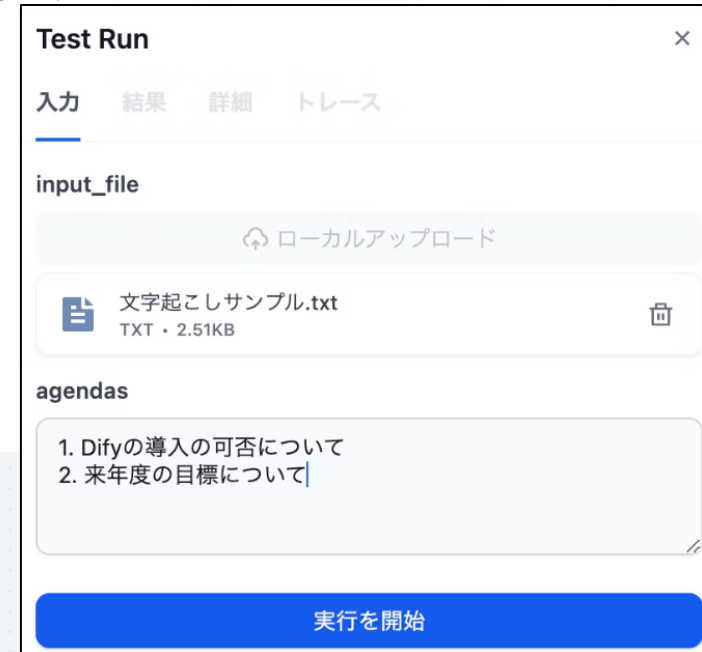 Test Run
入力 結果 詳細 トレース
input_file
ローカルアップロード
文字起こしサンプル.txt
TXT • 2.51KB
agendas
1. Difyの導入の可否について
2. 来年度の目標について
実行を開始